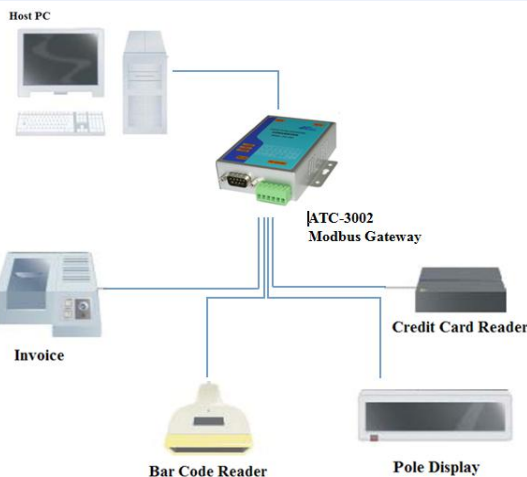 Host PC
ATC-3002
Modbus Gateway
Credit Card Reader
Invoice
Bar Code Reader
Pole Display